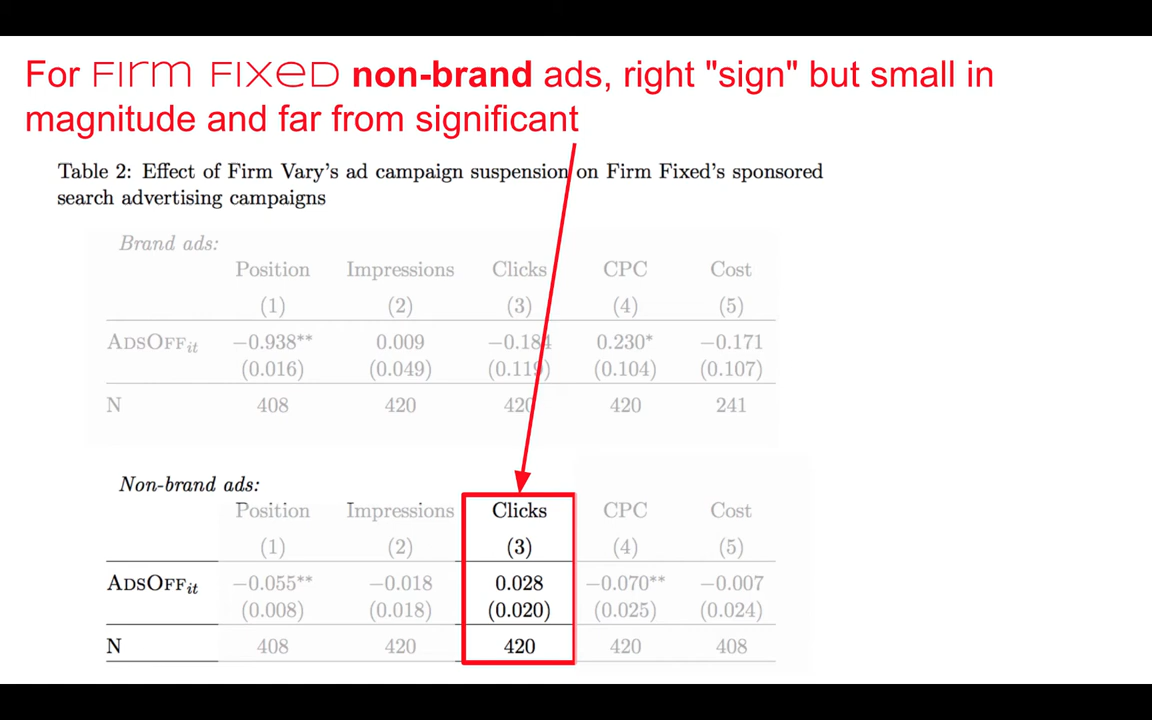 For FIRM FIXED non-brand ads, right "sign" but small in
magnitude and far from significant
Table 2: Effect of Firm Vary's ad campaign suspension on Firm Fixed's sponsored
search advertising campaigns
Brand ads:
Position Impressions Clicks CPC Cost
(1) (2) (3) (4) (5)
ADSOFFit −0.938** 0.009 −0.184 0.230* −0.171
(0.016) (0.049) (0.119) (0.104) (0.107)
N 408 420 420 420 241
Non-brand ads:
Position Impressions Clicks CPC Cost
(1) (2) (3) (4) (5)
ADSOFFit −0.055** −0.018 0.028 −0.070** −0.007
(0.008) (0.018) (0.020) (0.025) (0.024)
N 408 420 420 420 408